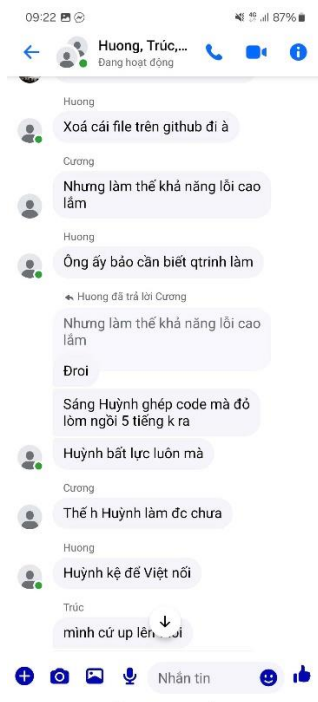 09:22
87%
Huong, Trúc,...
Đang hoạt động
Huong
Xoá cái file trên github đi à
Cương
Nhưng làm thế khả năng lỗi cao
lắm
Huong
Ông ấy bảo cần biết qtrinh làm
Huong đã trả lời Cương
Nhưng làm thế khả năng lỗi cao
lắm
Đroi
Sáng Huỳnh ghép code mà đỏ
lòm ngồi 5 tiếng k ra
Huỳnh bất lực luôn mà
Cương
Thế h Huỳnh làm đc chưa
Huong
Huỳnh kệ để Việt nối
Trúc
mình cứ up lên
Nhắn tin